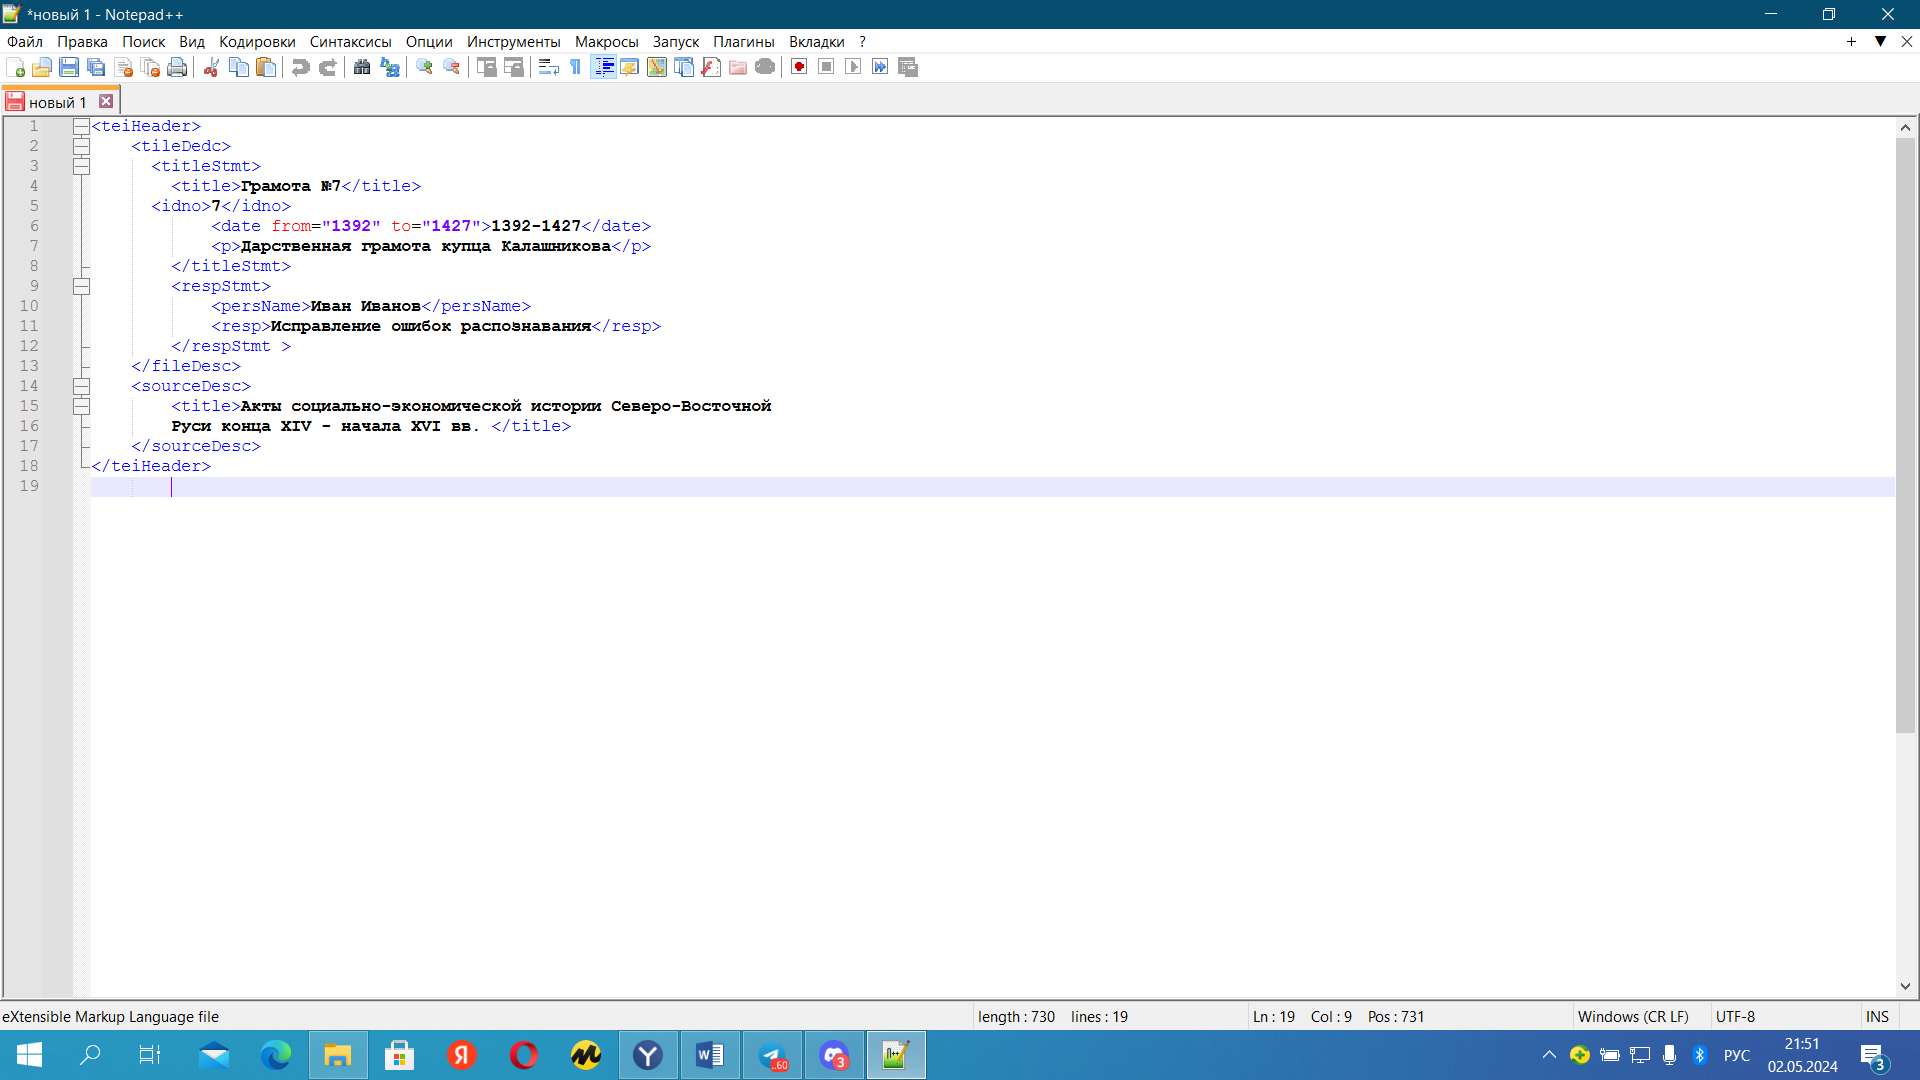 *новый 1 - Notepad++
Файл Правка Поиск Вид Кодировки Синтаксисы Опции Инструменты Макросы Запуск Плагины Вкладки ?
новый 1
1 <teiHeader>
2 <tileDedc>
3 <titleStmt>
4 <title>Грамота №7</title>
5 <idno>7</idno>
6 <date from="1392" to="1427">1392-1427</date>
7 <p>Дарственная грамота купца Калашникова</p>
8 </titleStmt>
9 <respStmt>
10 <persName>Иван Иванов</persName>
11 <resp>Исправление ошибок распознавания</resp>
12 </respStmt >
13 </fileDesc>
14 <sourceDesc>
15 <title>Акты социально-экономической истории Северо-Восточной
16 Руси конца XIV - начала XVI вв. </title>
17 </sourceDesc>
18 </teiHeader>
19
eXtensible Markup Language file length : 730 lines : 19 Ln : 19 Col : 9 Pos : 731 Windows (CR LF) UTF-8 INS
Я 60 3 РУС 21:51
02.05.2024 3